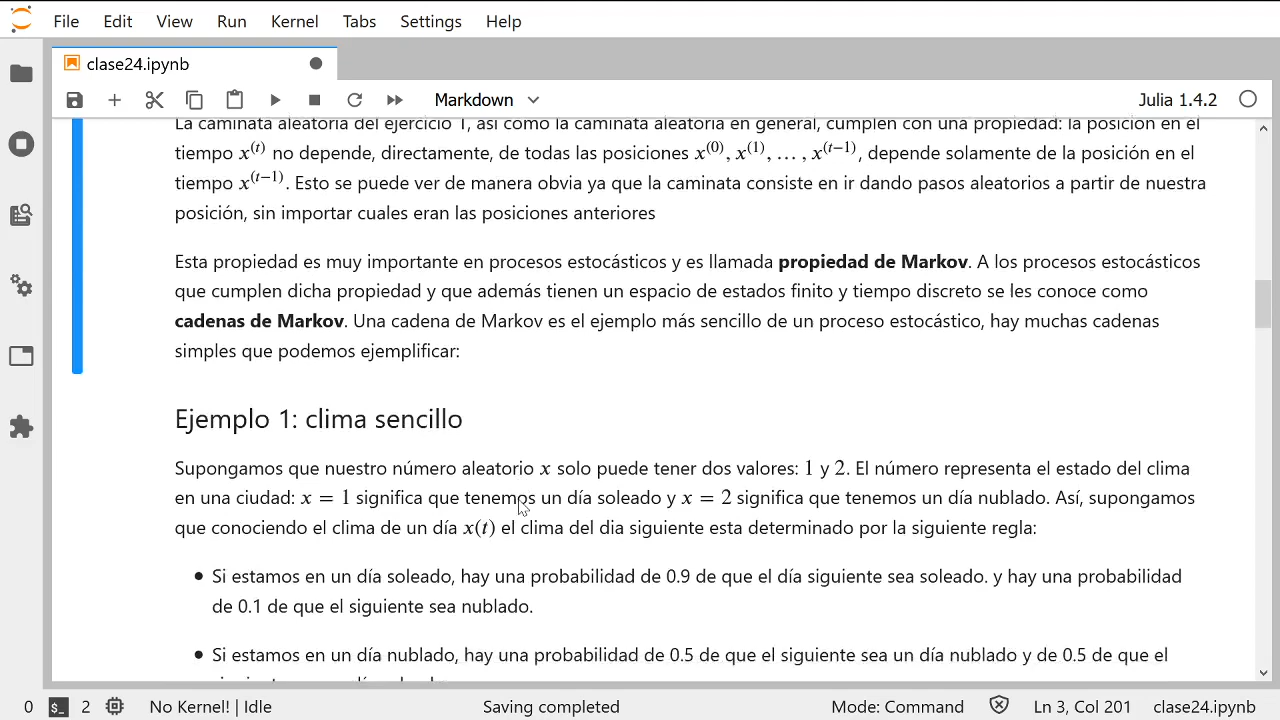 File Edit View Run Kernel Tabs Settings Help
clase24.ipynb
Markdown Julia 1.4.2
La caminata aleatoria del ejercicio 1, así como la caminata aleatoria en general, cumplen con una propiedad: la posición en el
tiempo x^(t) no depende, directamente, de todas las posiciones x^(0), x^(1), …, x^(t−1), depende solamente de la posición en el
tiempo x^(t−1). Esto se puede ver de manera obvia ya que la caminata consiste en ir dando pasos aleatorios a partir de nuestra
posición, sin importar cuales eran las posiciones anteriores
Esta propiedad es muy importante en procesos estocásticos y es llamada propiedad de Markov. A los procesos estocásticos
que cumplen dicha propiedad y que además tienen un espacio de estados finito y tiempo discreto se les conoce como
cadenas de Markov. Una cadena de Markov es el ejemplo más sencillo de un proceso estocástico, hay muchas cadenas
simples que podemos ejemplificar:
Ejemplo 1: clima sencillo
Supongamos que nuestro número aleatorio x solo puede tener dos valores: 1 y 2. El número representa el estado del clima
en una ciudad: x = 1 significa que tenemos un día soleado y x = 2 significa que tenemos un día nublado. Así, supongamos
que conociendo el clima de un día x(t) el clima del dia siguiente esta determinado por la siguiente regla:
• Si estamos en un día soleado, hay una probabilidad de 0.9 de que el día siguiente sea soleado. y hay una probabilidad
de 0.1 de que el siguiente sea nublado.
• Si estamos en un día nublado, hay una probabilidad de 0.5 de que el siguiente sea un día nublado y de 0.5 de que el
0 $_ 2 No Kernel! | Idle Saving completed Mode: Command Ln 3, Col 201 clase24.ipynb